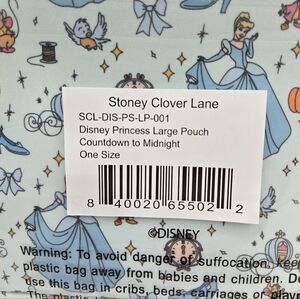 Stoney Clover Lane
SCL-DIS-PS-LP-001
Disney Princess Large Pouch
Countdown to Midnight
One Size
8 40020 65502 2
©DISNEY
Warning: To avoid danger of suffocation, keep
plastic bag away from babies and children. Do
use this bag in cribs, beds, carriages or
The plastic